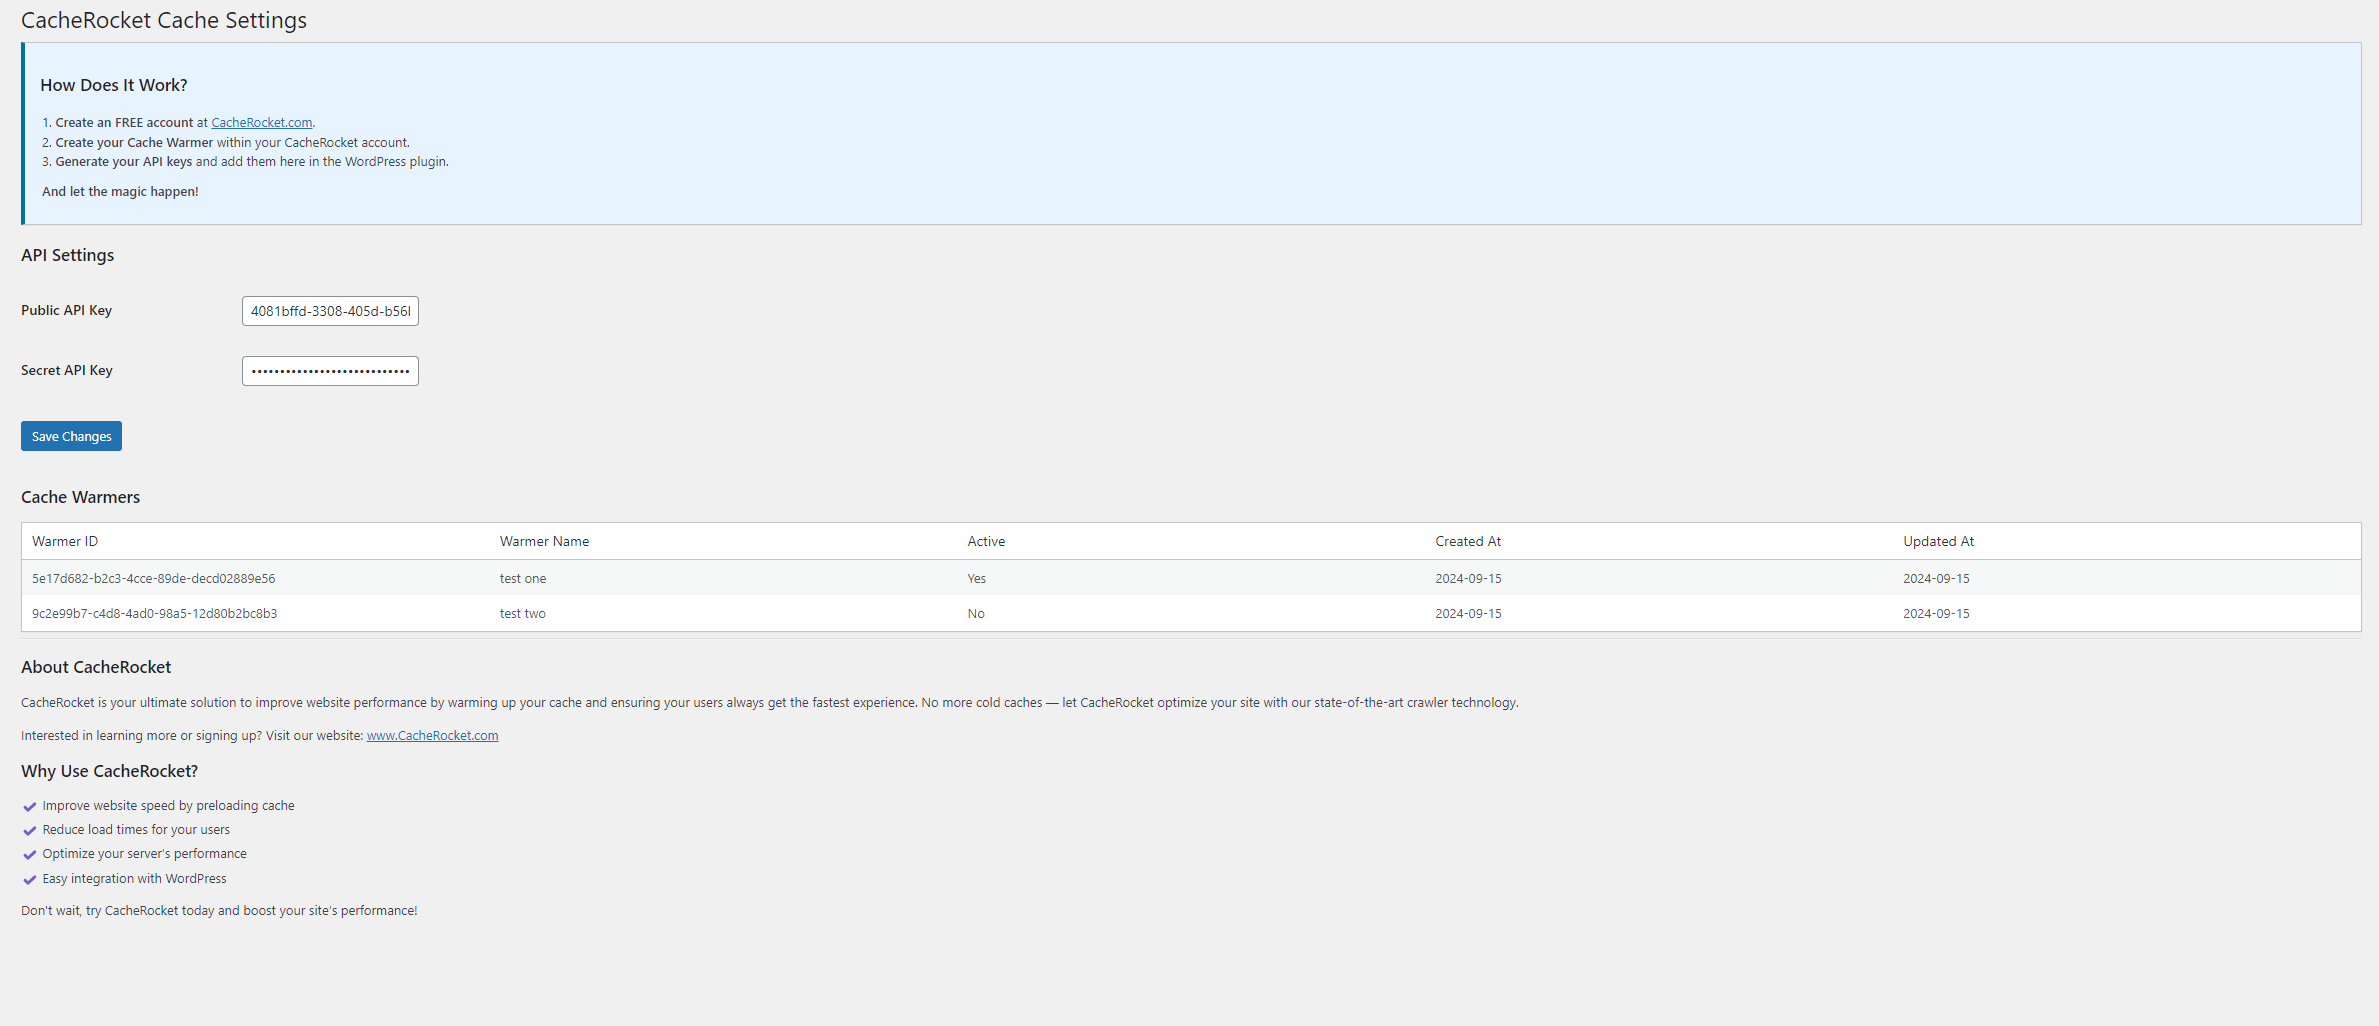 CacheRocket Cache Settings
How Does It Work?
1. Create an FREE account at CacheRocket.com.
2. Create your Cache Warmer within your CacheRocket account.
3. Generate your API keys and add them here in the WordPress plugin.
And let the magic happen!
API Settings
Public API Key 4081bffd-3308-405d-b56
Secret API Key ••••••••••••••••••••••••••••
Save Changes
Cache Warmers
Warmer ID Warmer Name Active Created At Updated At
5e17d682-b2c3-4cce-89de-decd02889e56 test one Yes 2024-09-15 2024-09-15
9c2e99b7-c4d8-4ad0-98a5-12d80b2bc8b3 test two No 2024-09-15 2024-09-15
About CacheRocket
CacheRocket is your ultimate solution to improve website performance by warming up your cache and ensuring your users always get the fastest experience. No more cold caches — let CacheRocket optimize your site with our state-of-the-art crawler technology.
Interested in learning more or signing up? Visit our website: www.CacheRocket.com
Why Use CacheRocket?
Improve website speed by preloading cache
Reduce load times for your users
Optimize your server's performance
Easy integration with WordPress
Don't wait, try CacheRocket today and boost your site's performance!